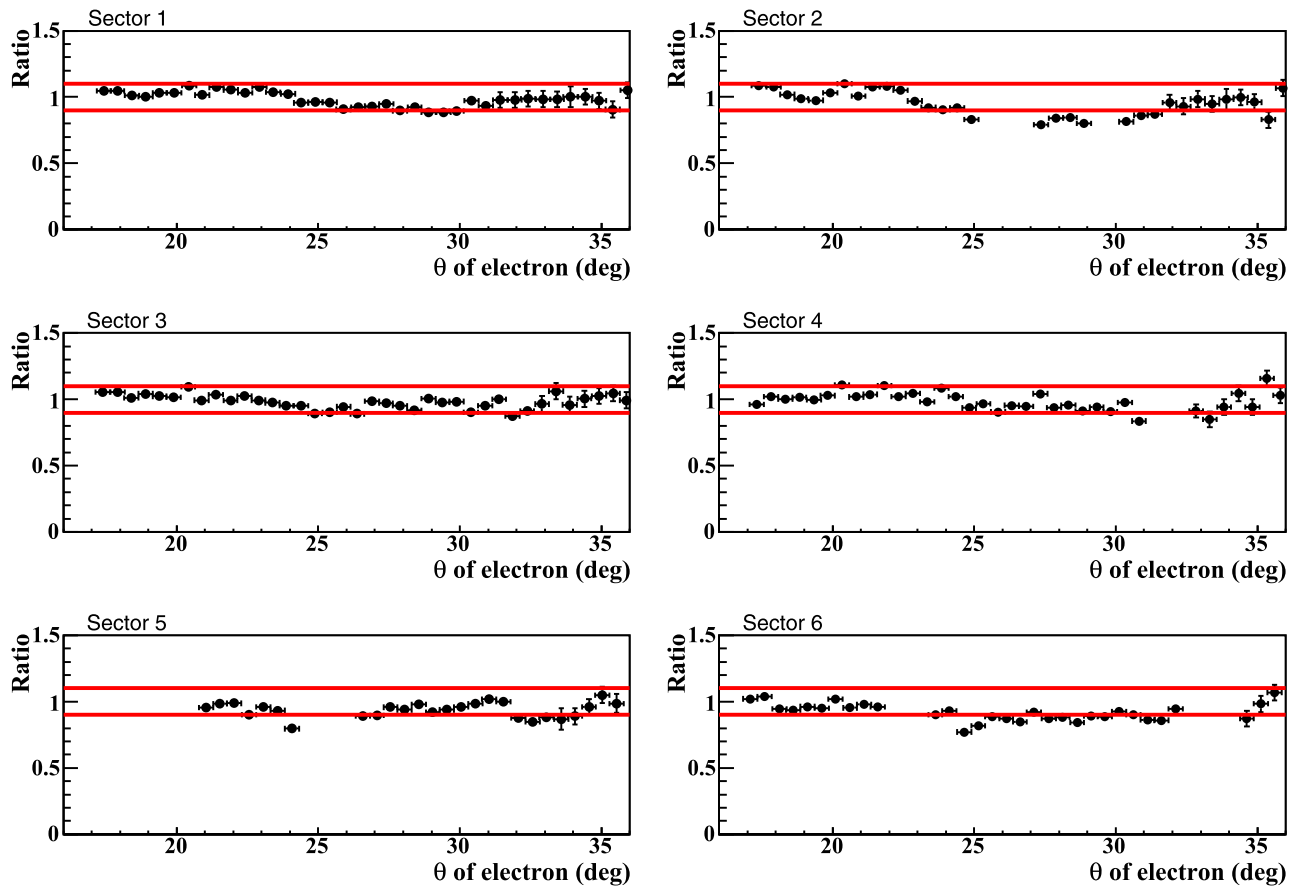 Sector 1
Ratio
1.5
1
0.5
0
20 25 30 35
θ of electron (deg)
Sector 2
Ratio
1.5
1
0.5
0
20 25 30 35
θ of electron (deg)
Sector 3
Ratio
1.5
1
0.5
0
20 25 30 35
θ of electron (deg)
Sector 4
Ratio
1.5
1
0.5
0
20 25 30 35
θ of electron (deg)
Sector 5
Ratio
1.5
1
0.5
0
20 25 30 35
θ of electron (deg)
Sector 6
Ratio
1.5
1
0.5
0
20 25 30 35
θ of electron (deg)